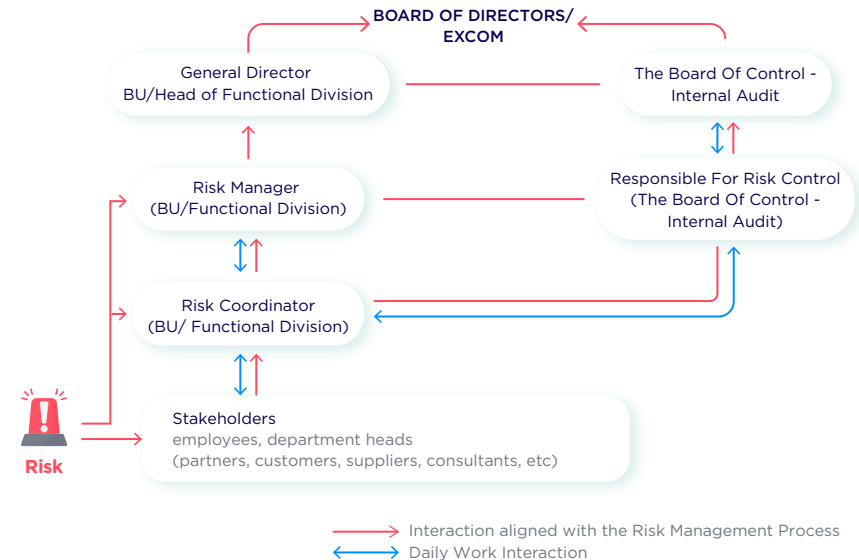 BOARD OF DIRECTORS/
EXCOM
General Director
BU/Head of Functional Division
The Board Of Control -
Internal Audit
Risk Manager
(BU/Functional Division)
Responsible For Risk Control
(The Board Of Control -
Internal Audit)
Risk Coordinator
(BU/ Functional Division)
Stakeholders
employees, department heads
(partners, customers, suppliers, consultants, etc)
Risk
Interaction aligned with the Risk Management Process
Daily Work Interaction